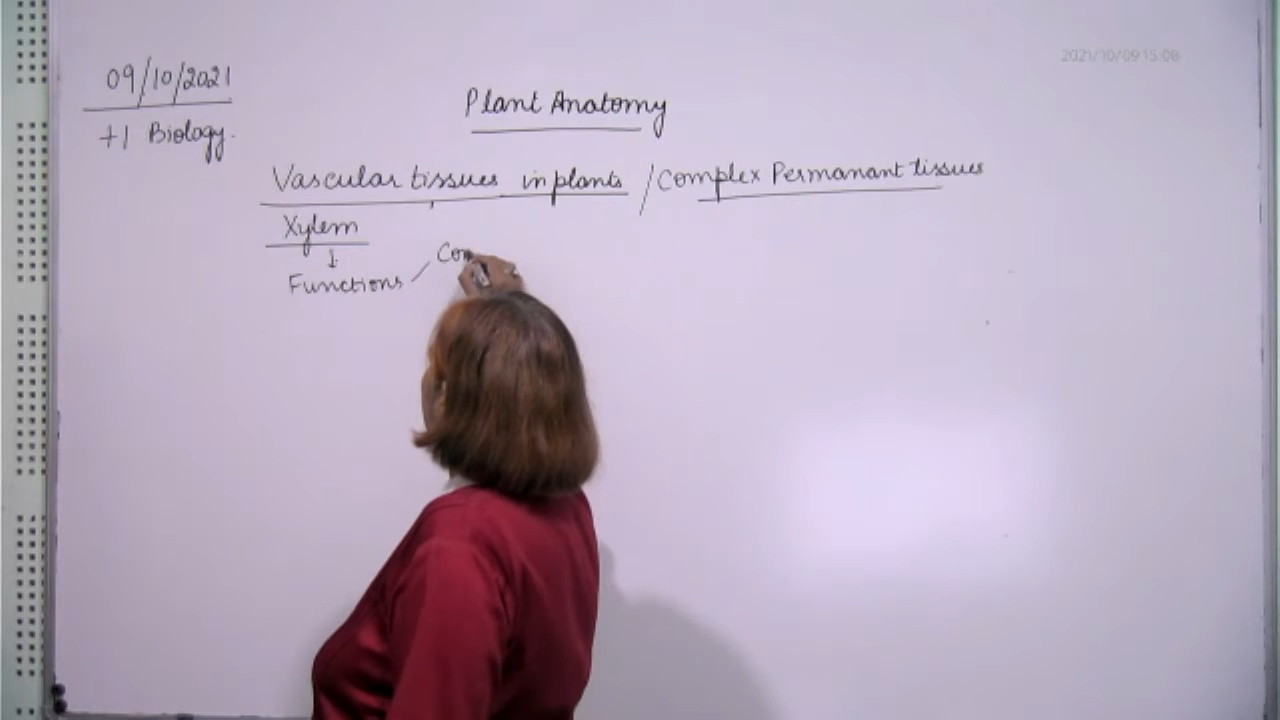 2021/10/09 15:08
09/10/2021
+1 Biology.
Plant Anatomy
Vascular tissues in plants / Complex Permanant tissues
Xylem
↓
Functions
Com